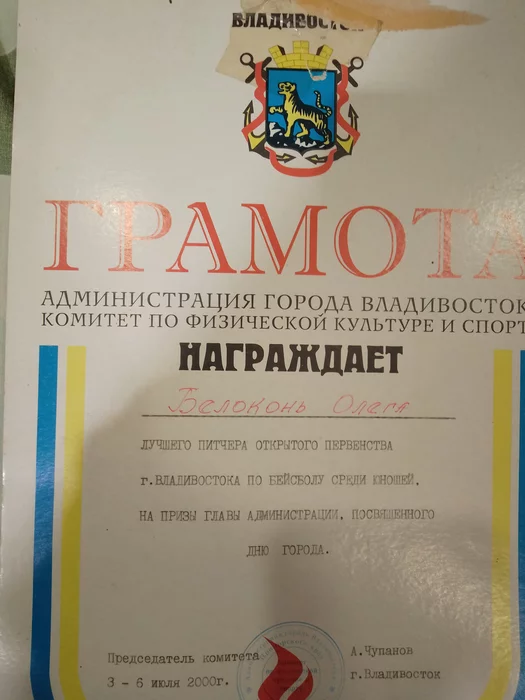 ВЛАДИВОСТОК
ГРАМОТА
АДМИНИСТРАЦИЯ ГОРОДА ВЛАДИВОСТОК
КОМИТЕТ ПО ФИЗИЧЕСКОЙ КУЛЬТУРЕ И СПОРТ
НАГРАЖДАЕТ
Белоконь Олега
ЛУЧШЕГО ПИТЧЕРА ОТКРЫТОГО ПЕРВЕНСТВА
г.ВЛАДИВОСТОКА ПО БЕЙСБОЛУ СРЕДИ ЮНОШЕЙ,
НА ПРИЗЫ ГЛАВЫ АДМИНИСТРАЦИИ, ПОСВЯЩЕННОГО
ДНЮ ГОРОДА.
Председатель комитета А.Чупанов
3 - 6 июля 2000г. г.Владивосток